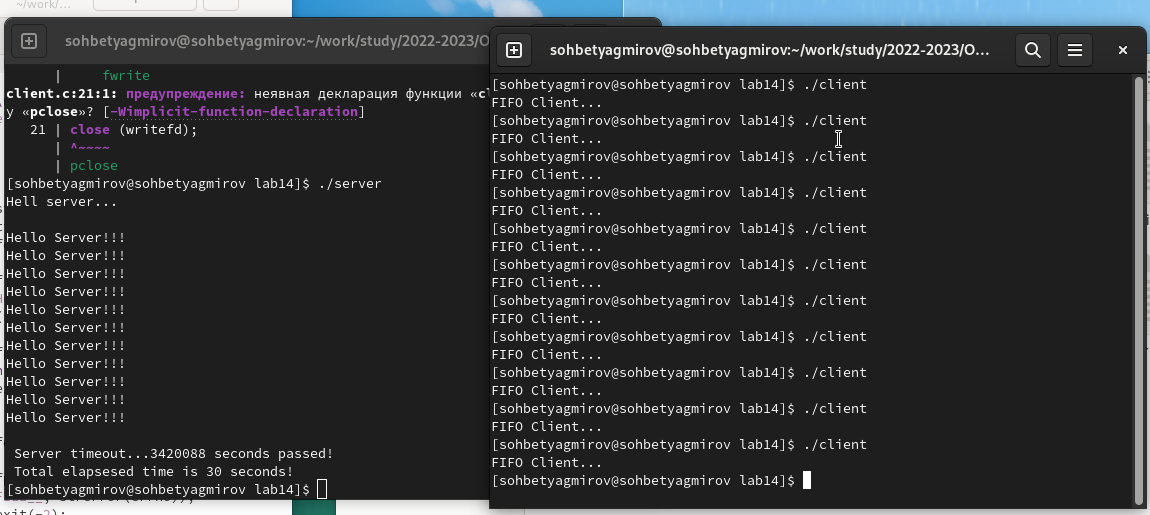 ~/work/...
sohbetyagmirov@sohbetyagmirov:~/work/study/2022-2023/O
|     fwrite
client.c:21:1: предупреждение: неявная декларация функции «cl
у «pclose»? [-Wimplicit-function-declaration]
21 | close (writefd);
| ^~~~~
| pclose
[sohbetyagmirov@sohbetyagmirov lab14]$ ./server
Hell server...
Hello Server!!!
Hello Server!!!
Hello Server!!!
Hello Server!!!
Hello Server!!!
Hello Server!!!
Hello Server!!!
Hello Server!!!
Hello Server!!!
Hello Server!!!
Hello Server!!!
Server timeout...3420088 seconds passed!
Total elapsesed time is 30 seconds!
[sohbetyagmirov@sohbetyagmirov lab14]$
exit(-2);
sohbetyagmirov@sohbetyagmirov:~/work/study/2022-2023/O...
[sohbetyagmirov@sohbetyagmirov lab14]$ ./client
FIFO Client...
[sohbetyagmirov@sohbetyagmirov lab14]$ ./client
FIFO Client...
[sohbetyagmirov@sohbetyagmirov lab14]$ ./client
FIFO Client...
[sohbetyagmirov@sohbetyagmirov lab14]$ ./client
FIFO Client...
[sohbetyagmirov@sohbetyagmirov lab14]$ ./client
FIFO Client...
[sohbetyagmirov@sohbetyagmirov lab14]$ ./client
FIFO Client...
[sohbetyagmirov@sohbetyagmirov lab14]$ ./client
FIFO Client...
[sohbetyagmirov@sohbetyagmirov lab14]$ ./client
FIFO Client...
[sohbetyagmirov@sohbetyagmirov lab14]$ ./client
FIFO Client...
[sohbetyagmirov@sohbetyagmirov lab14]$ ./client
FIFO Client...
[sohbetyagmirov@sohbetyagmirov lab14]$ ./client
FIFO Client...
[sohbetyagmirov@sohbetyagmirov lab14]$